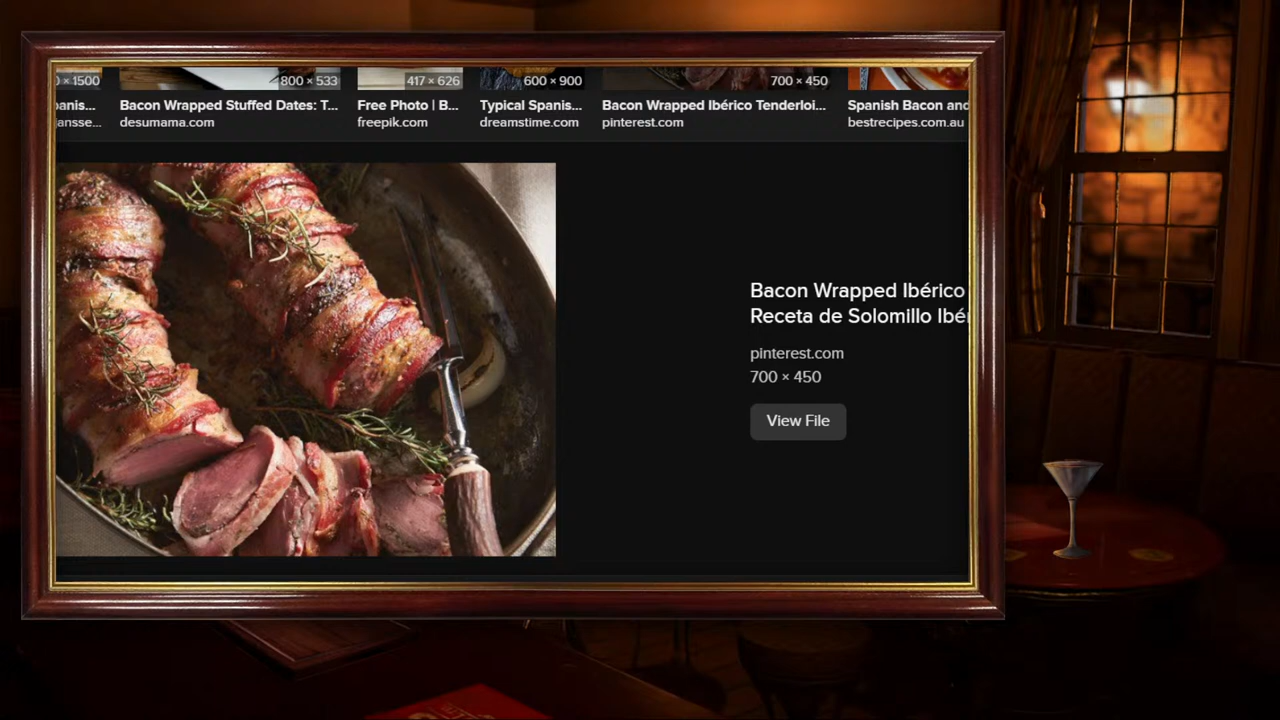 × 1500
800 × 533
417 × 626
600 × 900
700 × 450
panis...
Bacon Wrapped Stuffed Dates: T...
Free Photo | B...
Typical Spanis...
Bacon Wrapped Ibérico Tenderloi...
Spanish Bacon and
desumama.com
freepik.com
dreamstime.com
pinterest.com
bestrecipes.com.au
Bacon Wrapped Ibérico
Receta de Solomillo
pinterest.com
700 × 450
View File